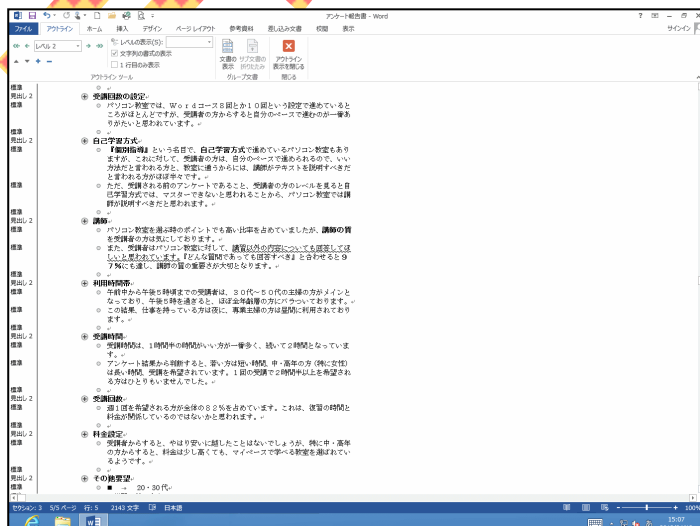 アンケート報告書 - Word
ファイル アウトライン ホーム 挿入 デザイン ページ レイアウト 参考資料 差し込み文書 校閲 表示
サインイン
レベル 2
レベルの表示(S):
文字列の書式の表示
1 行目のみ表示
文書の表示
サブ文書の折りたたみ
アウトライン表示を閉じる
アウトライン ツール グループ文書 閉じる
標準
見出し 2 受講回数の設定
標準 パソコン教室では、Wordコース8回とか10回という設定で進めていると
ころがほとんどですが、受講者の方からすると自分のペースで進むのが一番あ
りがたいと思われています。
標準
見出し 2 自己学習方式
標準 『個別指導』という名目で、自己学習方式で進めているパソコン教室もあり
ますが、これに対して、受講者の方は、自分のペースで進められるので、いい
方法だと言われる方と、教室に通うからには、講師がテキストを説明すべきだ
と言われる方がほぼ半々です。
標準 ただ、受講される前のアンケートであること、受講者の方のレベルを見ると自
己学習方式では、マスターできないと思われることから、パソコン教室では講
師が説明すべきだと思われます。
標準
見出し 2 講師
標準 パソコン教室を選ぶ時のポイントでも高い比率を占めていましたが、講師の質
を受講者の方は気にしております。
標準 また、受講者はパソコン教室に対して、講習以外の内容についても回答してほ
しいと思われています。『どんな質問であっても回答すべき』と合わせると9
7%にも達し、講師の質の重要さが大切となります。
標準
見出し 2 利用時間帯
標準 午前中から午後5時頃までの受講者は、30代～50代の主婦の方がメインと
なっており、午後5時を過ぎると、ほぼ全年齢層の方にバラついております。
標準 この結果、仕事を持っている方は夜に、専業主婦の方は昼間に利用されており
ます。
標準
見出し 2 受講時間
標準 受講時間は、1時間半の時間がいい方が一番多く、続いて2時間となっていま
す。
標準 アンケート結果から判断すると、若い方は短い時間、中・高年の方（特に女性）
は長い時間、受講を希望されています。1回の受講で2時間半以上を希望され
る方はひとりもいませんでした。
標準
見出し 2 受講回数
標準 週1回を希望される方が全体の82%を占めています。これは、復習の時間と
料金が関係しているのではないかと思われます。
標準
見出し 2 料金設定
標準 受講者からすると、やはり安いに越したことはないでしょうが、特に中・高年
の方からすると、料金は少し高くても、マイペースで学べる教室を選ばれてい
るようです。
標準
見出し 2 その他要望
標準 ■ → 20・30代
セクション: 3 5/5 ページ 行: 5 2143 文字 日本語 100%
15:07